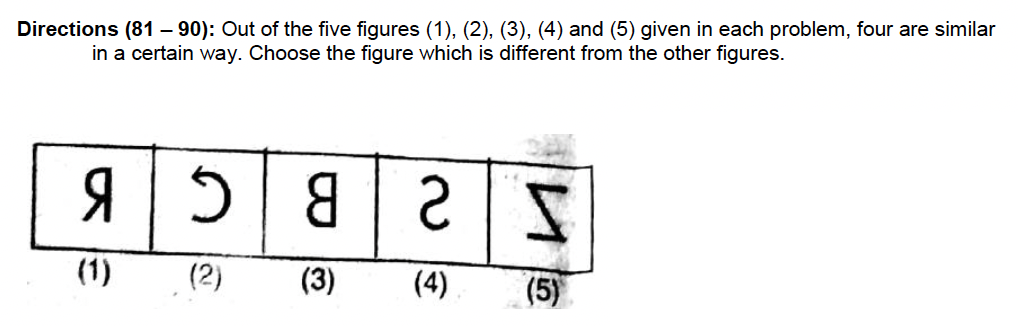 Directions (81 – 90): Out of the five figures (1), (2), (3), (4) and (5) given in each problem, four are similar
in a certain way. Choose the figure which is different from the other figures.
Я Ɔ ᗺ Ƨ Z
(1) (2) (3) (4) (5)